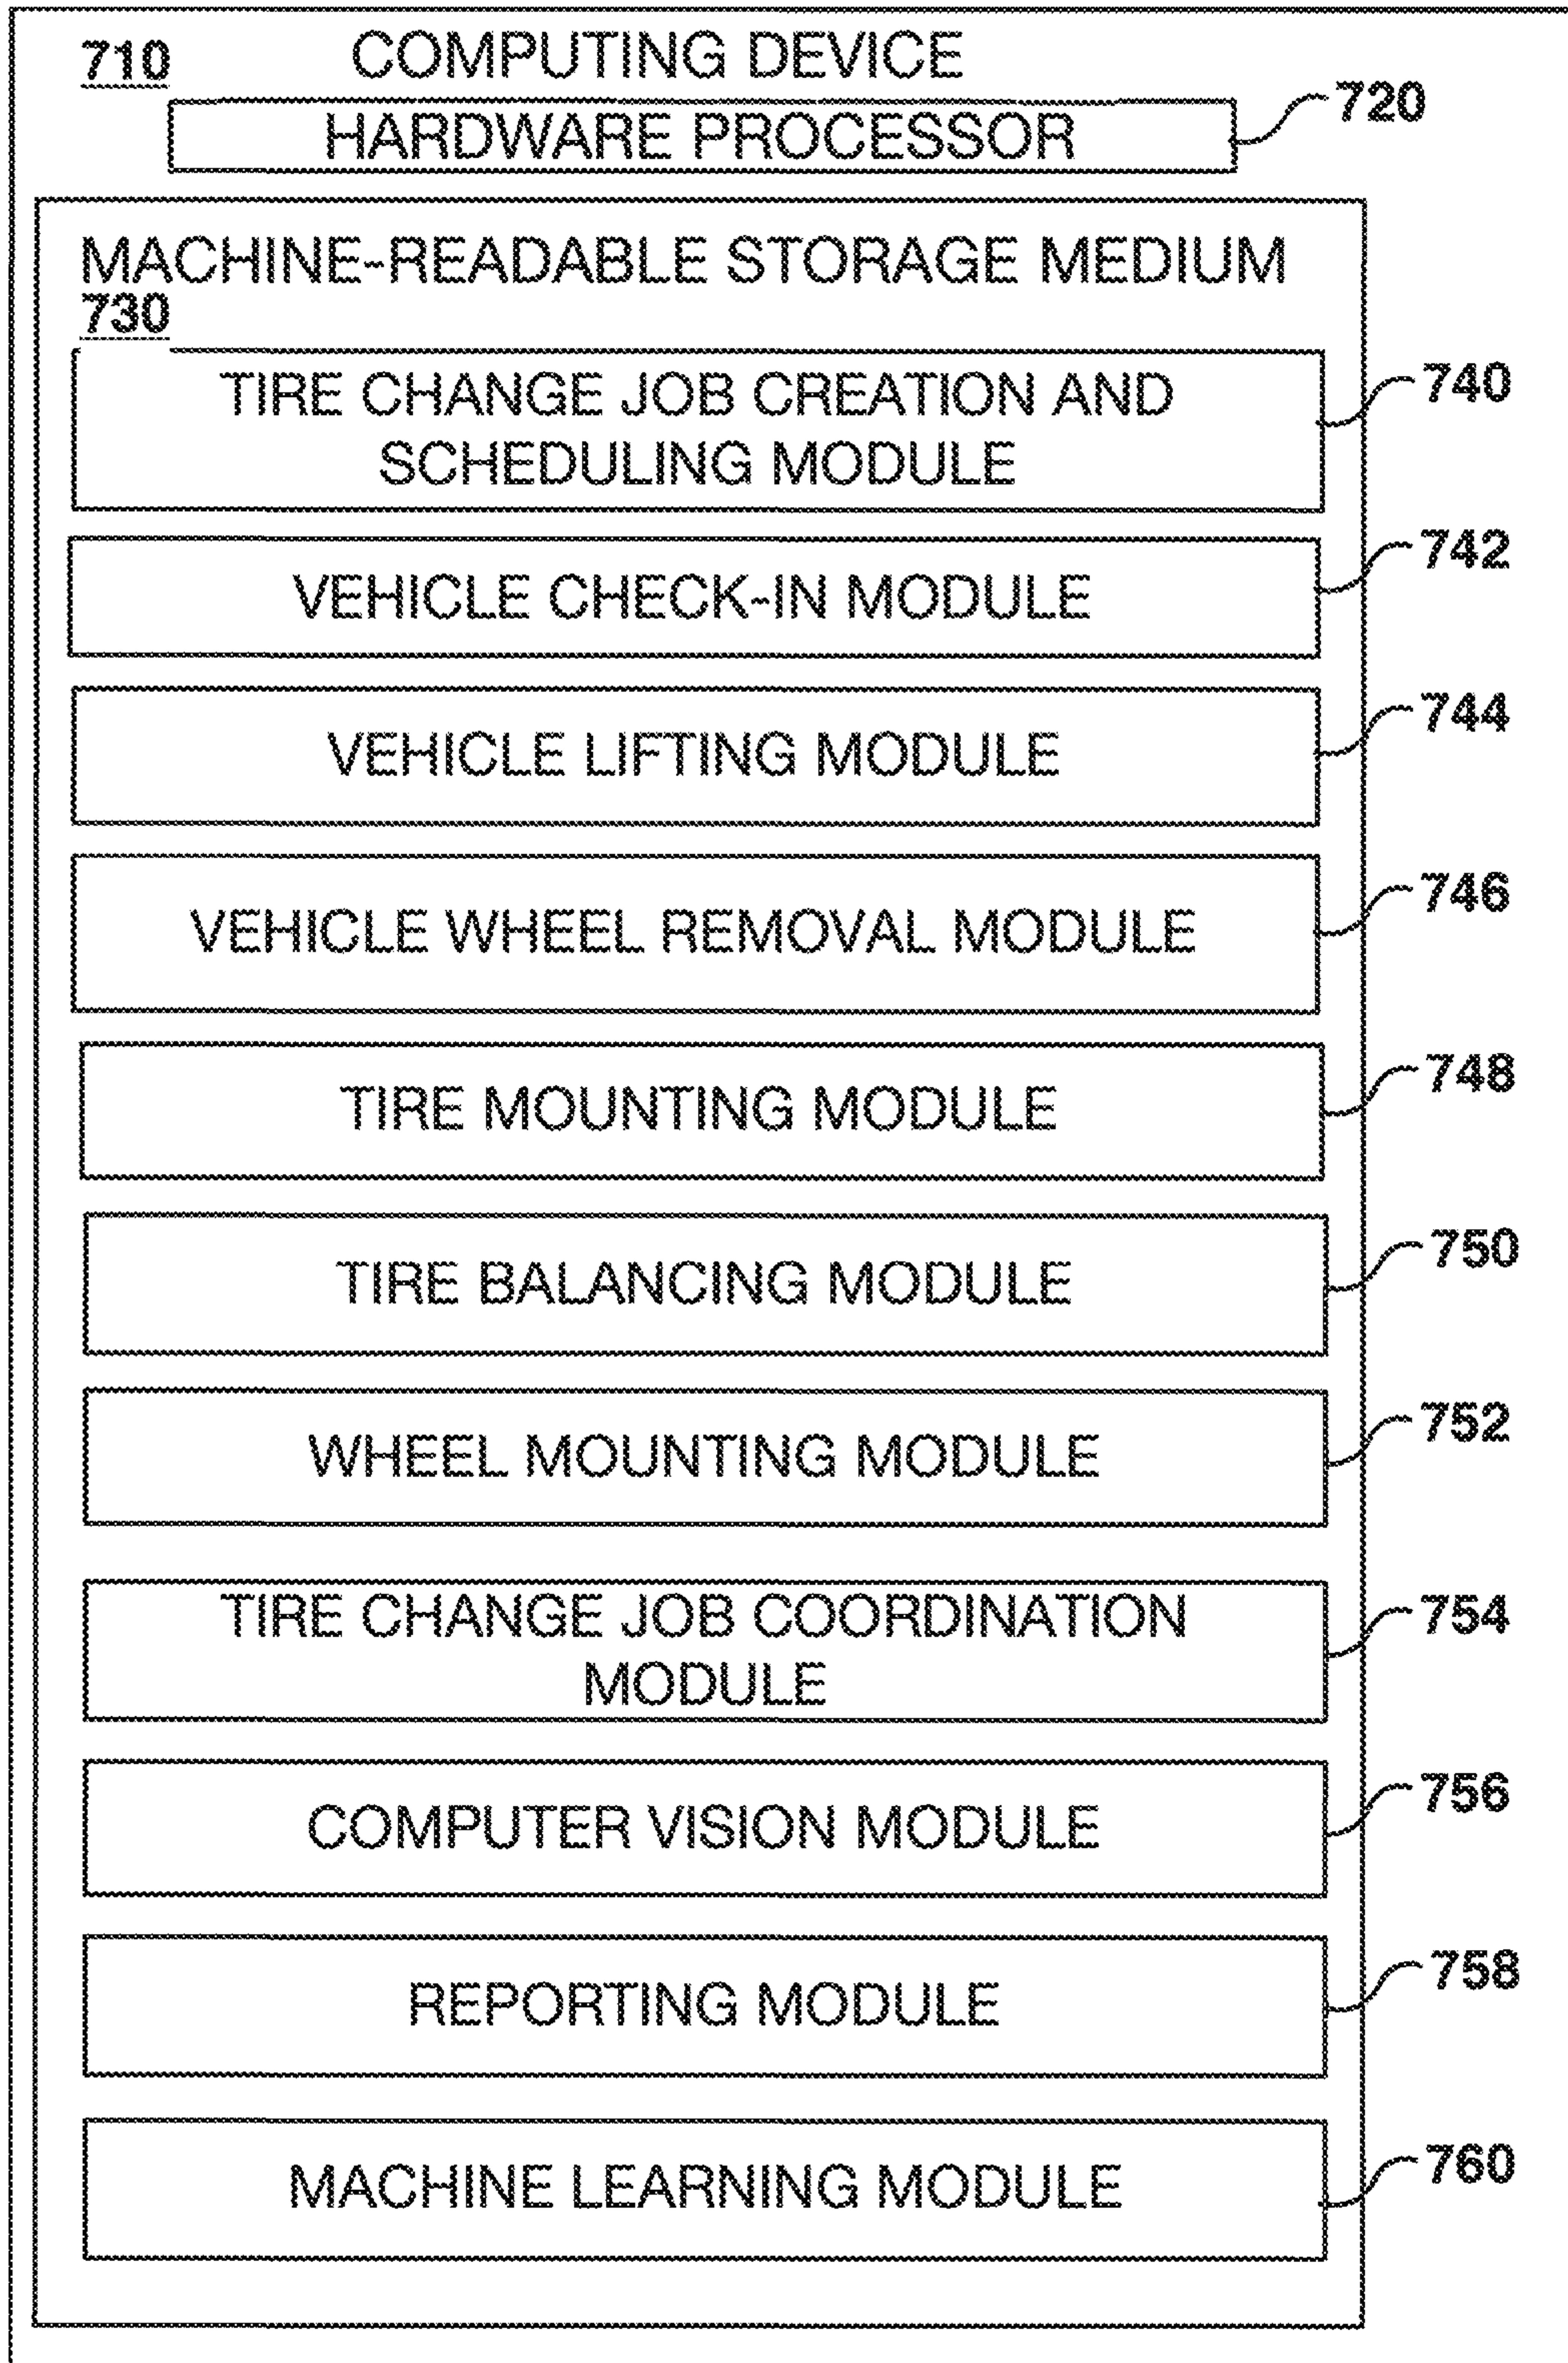 710 COMPUTING DEVICE
HARDWARE PROCESSOR 720
MACHINE-READABLE STORAGE MEDIUM
730
TIRE CHANGE JOB CREATION AND
SCHEDULING MODULE
740
VEHICLE CHECK-IN MODULE
742
VEHICLE LIFTING MODULE
744
VEHICLE WHEEL REMOVAL MODULE
746
TIRE MOUNTING MODULE
748
TIRE BALANCING MODULE
750
WHEEL MOUNTING MODULE
752
TIRE CHANGE JOB COORDINATION
MODULE
754
COMPUTER VISION MODULE
756
REPORTING MODULE
758
MACHINE LEARNING MODULE
760